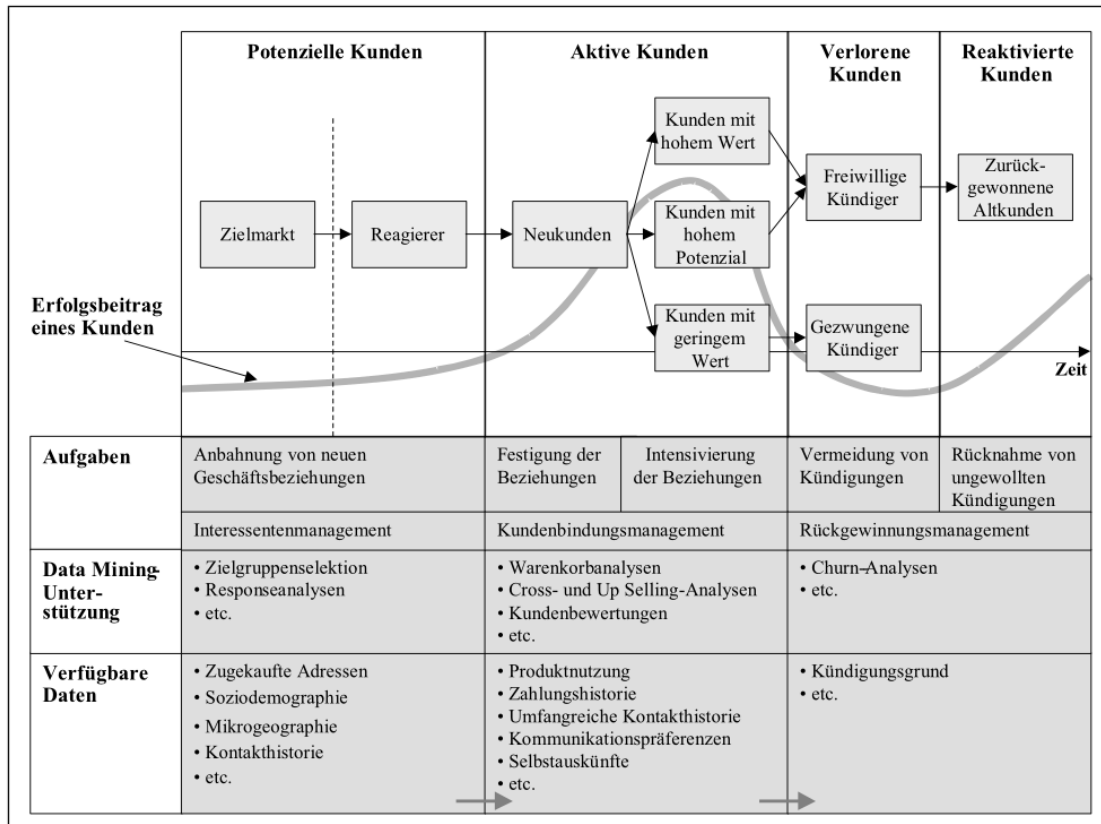 Potenzielle Kunden
Aktive Kunden
Verlorene
Kunden
Reaktivierte
Kunden
Zielmarkt
Reagierer
Neukunden
Kunden mit
hohem Wert
Kunden mit
hohem
Potenzial
Kunden mit
geringem
Wert
Freiwillige
Kündiger
Gezwungene
Kündiger
Zurück-
gewonnene
Altkunden
Erfolgsbeitrag
eines Kunden
Zeit
Aufgaben
Anbahnung von neuen
Geschäftsbeziehungen
Festigung der
Beziehungen
Intensivierung
der Beziehungen
Vermeidung von
Kündigungen
Rücknahme von
ungewollten
Kündigungen
Interessentenmanagement
Kundenbindungsmanagement
Rückgewinnungsmanagement
Data Mining-
Unter-
stützung
• Zielgruppenselektion
• Responseanalysen
• etc.
• Warenkorbanalysen
• Cross- und Up Selling-Analysen
• Kundenbewertungen
• etc.
• Churn-Analysen
• etc.
Verfügbare
Daten
• Zugekaufte Adressen
• Soziodemographie
• Mikrogeographie
• Kontakthistorie
• etc.
• Produktnutzung
• Zahlungshistorie
• Umfangreiche Kontakthistorie
• Kommunikationspräferenzen
• Selbstauskünfte
• etc.
• Kündigungsgrund
• etc.